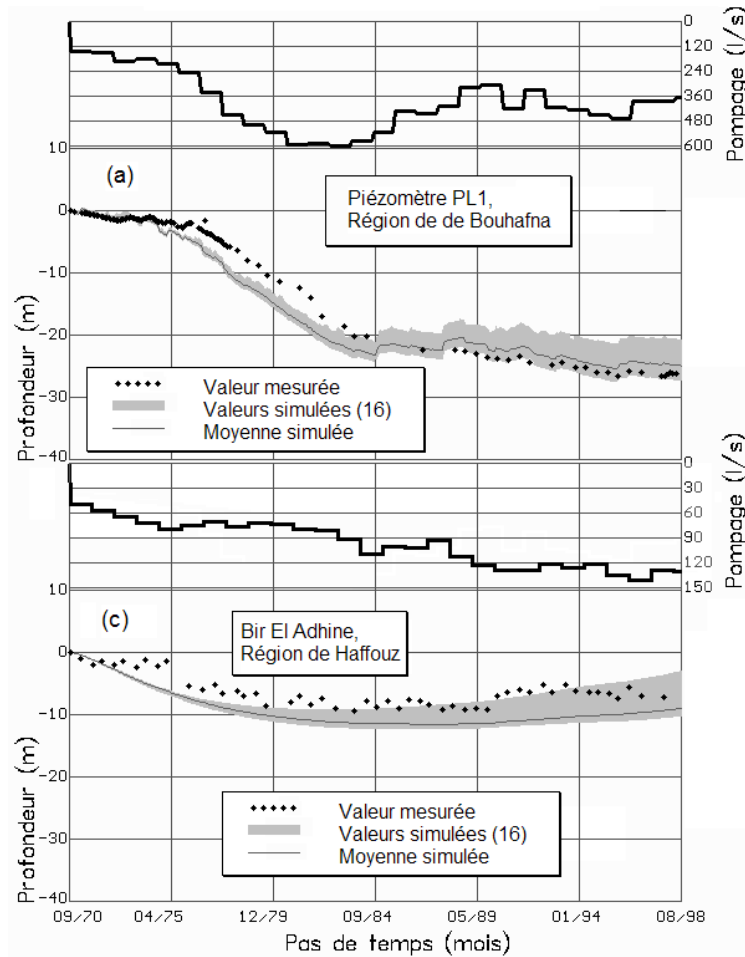 0
120
240
360
480
600
Pompage (l/s)
10
0
-10
-20
-30
-40
Profondeur (m)
(a)
Piézomètre PL1,
Région de de Bouhafna
Valeur mesurée
Valeurs simulées (16)
Moyenne simulée
0
30
60
90
120
150
Pompage (l/s)
10
0
-10
-20
-30
-40
Profondeur (m)
(c)
Bir El Adhine,
Région de Haffouz
Valeur mesurée
Valeurs simulées (16)
Moyenne simulée
09/70 04/75 12/79 09/84 05/89 01/94 08/98
Pas de temps (mois)